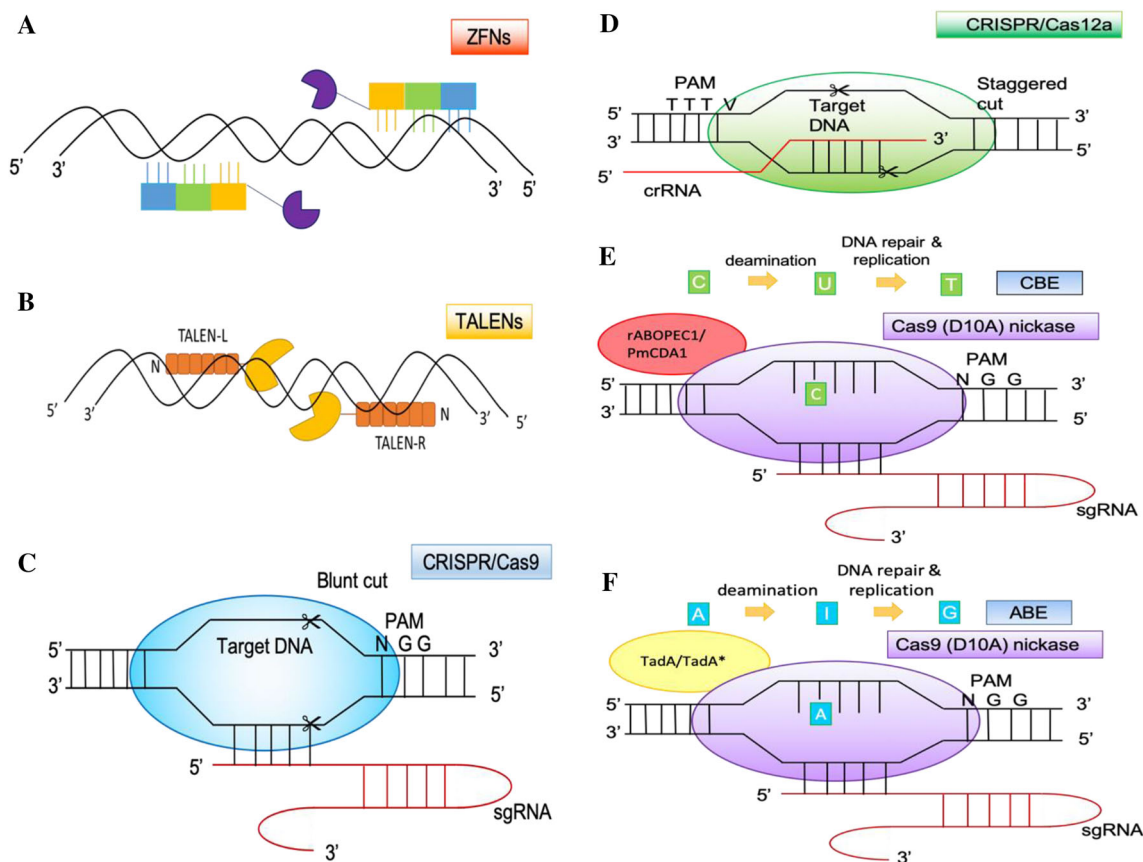 A
ZFNs
5’
3’
3’
5’
B
TALENs
TALEN-L
N
N
TALEN-R
5’
3’
3’
5’
C
CRISPR/Cas9
Blunt cut
PAM
N G G
Target DNA
5’
3’
3’
5’
5’
sgRNA
3’
D
CRISPR/Cas12a
PAM
T T T V
Staggered
cut
Target
DNA
5’
3’
3’
3’
5’
5’
crRNA
E
deamination
DNA repair &
replication
C
U
T
CBE
Cas9 (D10A) nickase
rABOPEC1/
PmCDA1
PAM
N G G
5’
3’
C
3’
5’
5’
sgRNA
3’
F
deamination
DNA repair &
replication
A
I
G
ABE
Cas9 (D10A) nickase
TadA/TadA*
PAM
N G G
5’
3’
A
3’
5’
5’
sgRNA
3’